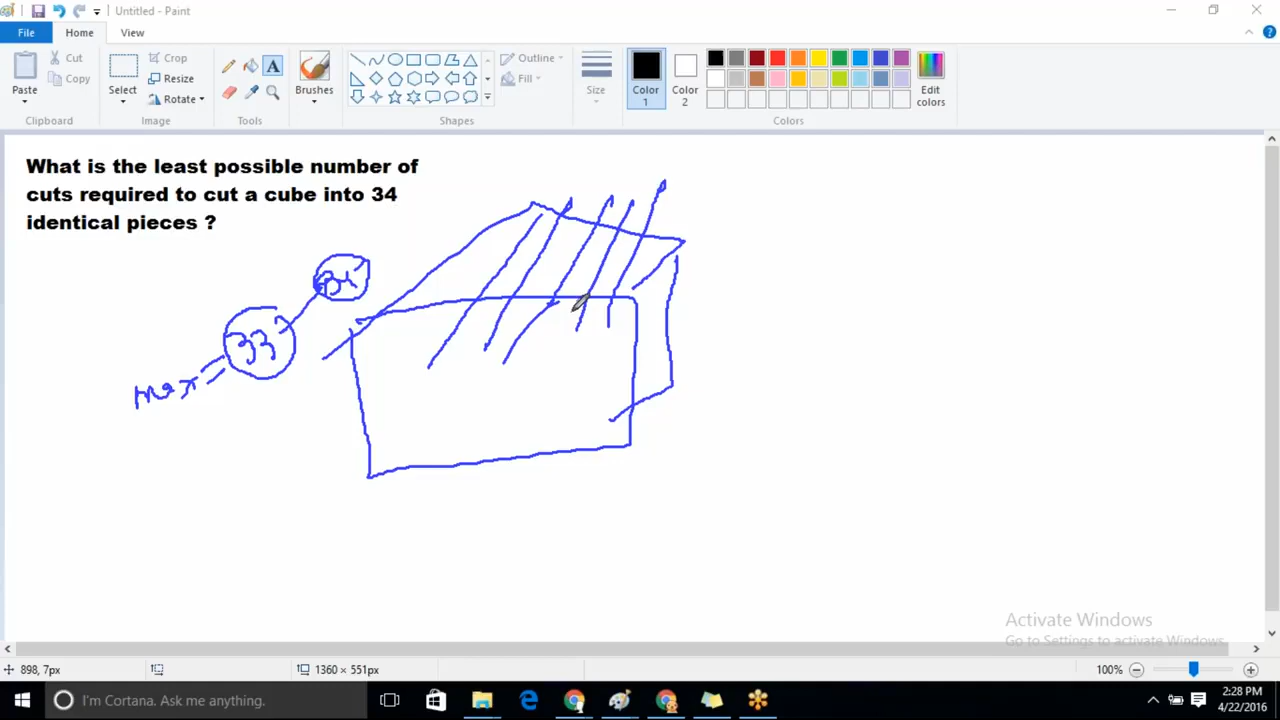 Untitled - Paint
File
Home
View
Paste
Cut
Copy
Clipboard
Select
Crop
Resize
Rotate
Image
Tools
Brushes
Shapes
Outline
Fill
Size
Color 1
Color 2
Edit colors
Colors
What is the least possible number of
cuts required to cut a cube into 34
identical pieces ?
34
33
max
Activate Windows
Go to Settings to activate Windows.
898, 7px
1360 × 551px
100%
I'm Cortana. Ask me anything.
2:28 PM
4/22/2016